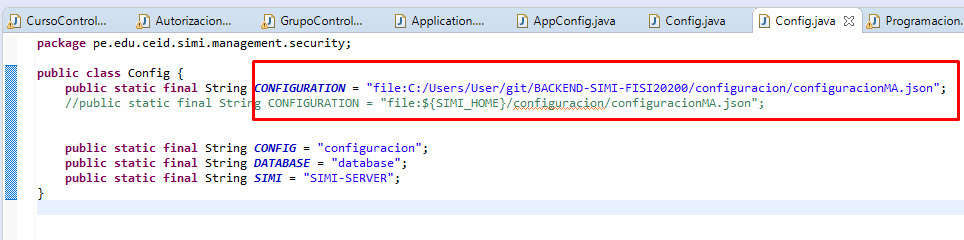 CursoControl... Autorizacion... GrupoControl... Application.... AppConfig.java Config.java Config.java Programacion.
package pe.edu.ceid.simi.management.security;
public class Config {
public static final String CONFIGURATION = "file:C:/Users/User/git/BACKEND-SIMI-FISI20200/configuracion/configuracionMA.json";
//public static final String CONFIGURATION = "file:${SIMI_HOME}/configuracion/configuracionMA.json";
public static final String CONFIG = "configuracion";
public static final String DATABASE = "database";
public static final String SIMI = "SIMI-SERVER";
}